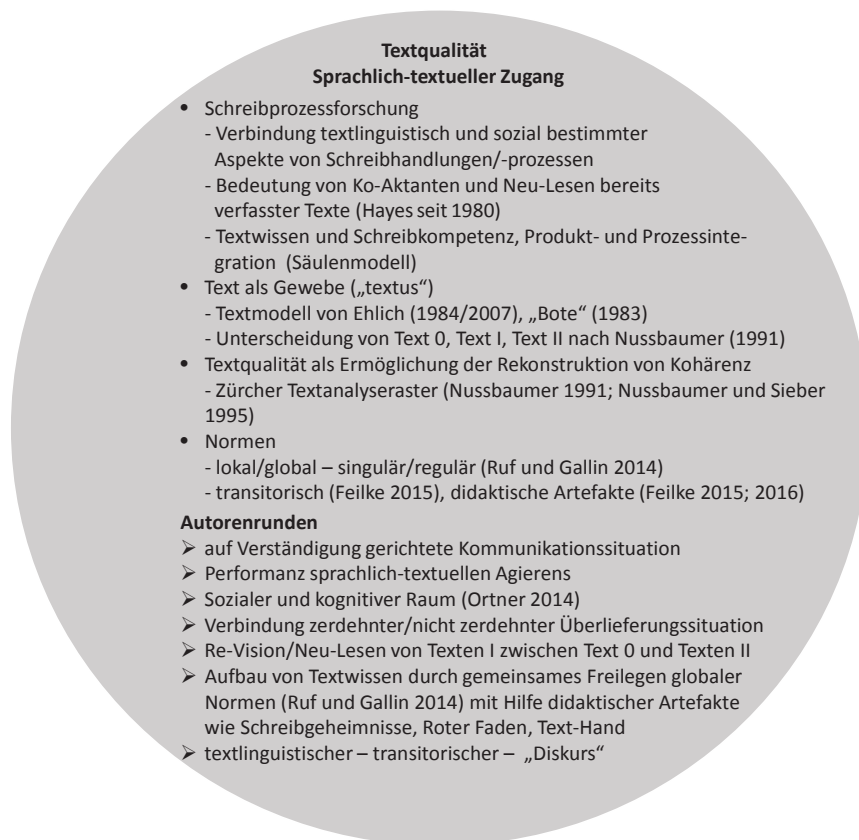 Textqualität
Sprachlich-textueller Zugang
• Schreibprozessforschung
- Verbindung textlinguistisch und sozial bestimmter
Aspekte von Schreibhandlungen/-prozessen
- Bedeutung von Ko-Aktanten und Neu-Lesen bereits
verfasster Texte (Hayes seit 1980)
- Textwissen und Schreibkompetenz, Produkt- und Prozessinte-
gration (Säulenmodell)
• Text als Gewebe („textus“)
- Textmodell von Ehlich (1984/2007), „Bote“ (1983)
- Unterscheidung von Text 0, Text I, Text II nach Nussbaumer (1991)
• Textqualität als Ermöglichung der Rekonstruktion von Kohärenz
- Zürcher Textanalyseraster (Nussbaumer 1991; Nussbaumer und Sieber
1995)
• Normen
- lokal/global – singulär/regulär (Ruf und Gallin 2014)
- transitorisch (Feilke 2015), didaktische Artefakte (Feilke 2015; 2016)
Autorenrunden
➢ auf Verständigung gerichtete Kommunikationssituation
➢ Performanz sprachlich-textuellen Agierens
➢ Sozialer und kognitiver Raum (Ortner 2014)
➢ Verbindung zerdehnter/nicht zerdehnter Überlieferungssituation
➢ Re-Vision/Neu-Lesen von Texten I zwischen Text 0 und Texten II
➢ Aufbau von Textwissen durch gemeinsames Freilegen globaler
Normen (Ruf und Gallin 2014) mit Hilfe didaktischer Artefakte
wie Schreibgeheimnisse, Roter Faden, Text-Hand
➢ textlinguistischer – transitorischer – „Diskurs“